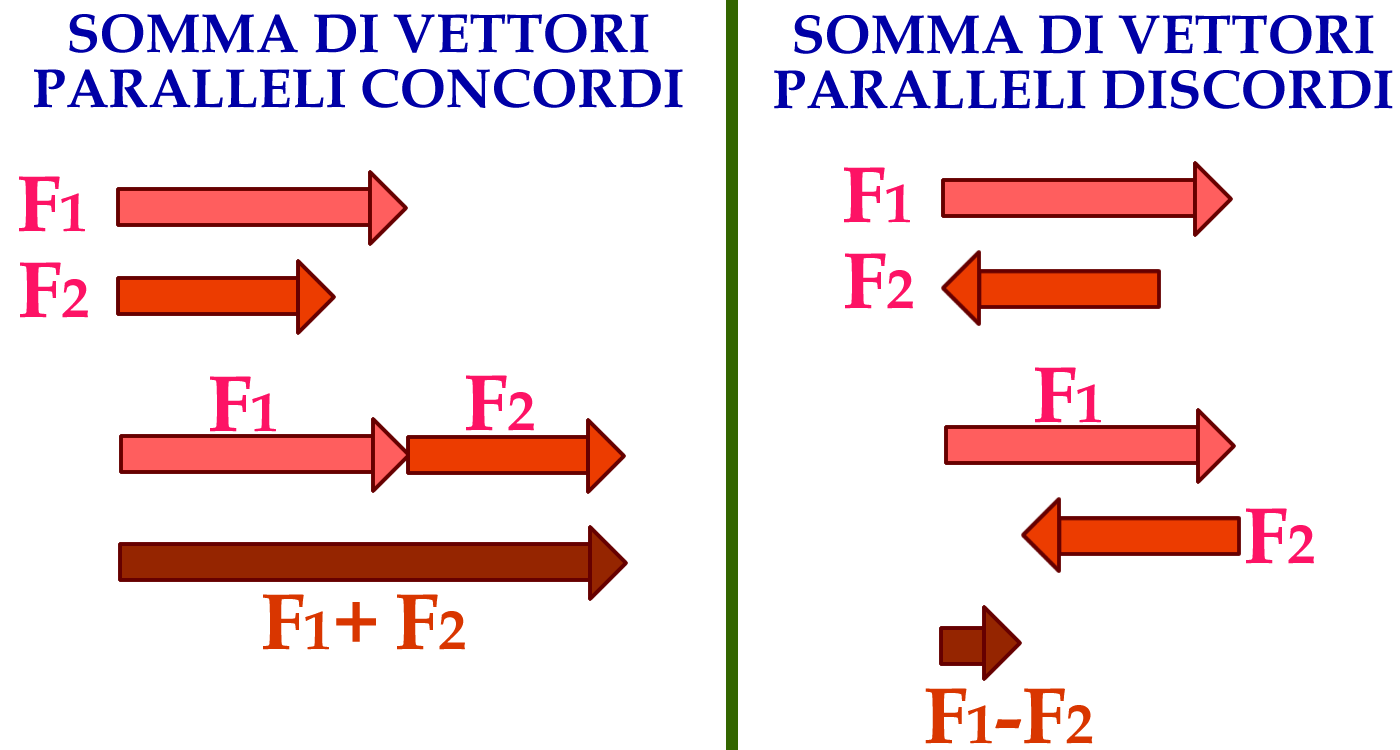 SOMMA DI VETTORI
PARALLELI CONCORDI
F1
F2
F1 F2
F1+ F2
SOMMA DI VETTORI
PARALLELI DISCORDI
F1
F2
F1
F2
F1-F2